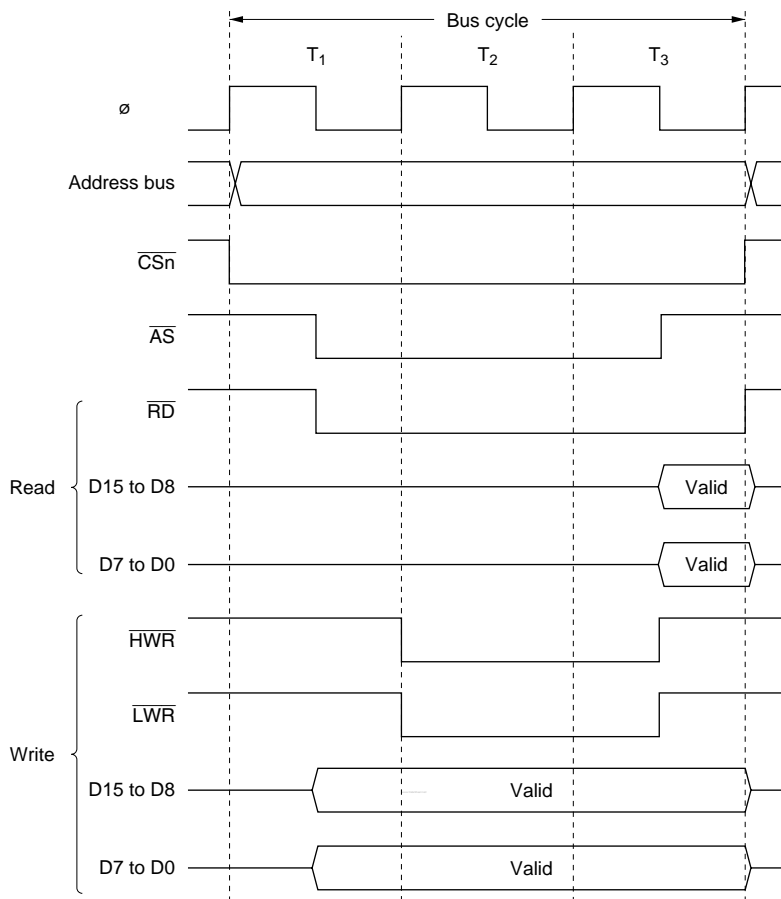 Bus cycle
T1 T2 T3
ø
Address bus
CSn
AS
RD
Read
D15 to D8 Valid
D7 to D0 Valid
HWR
LWR
Write
D15 to D8 Valid
D7 to D0 Valid